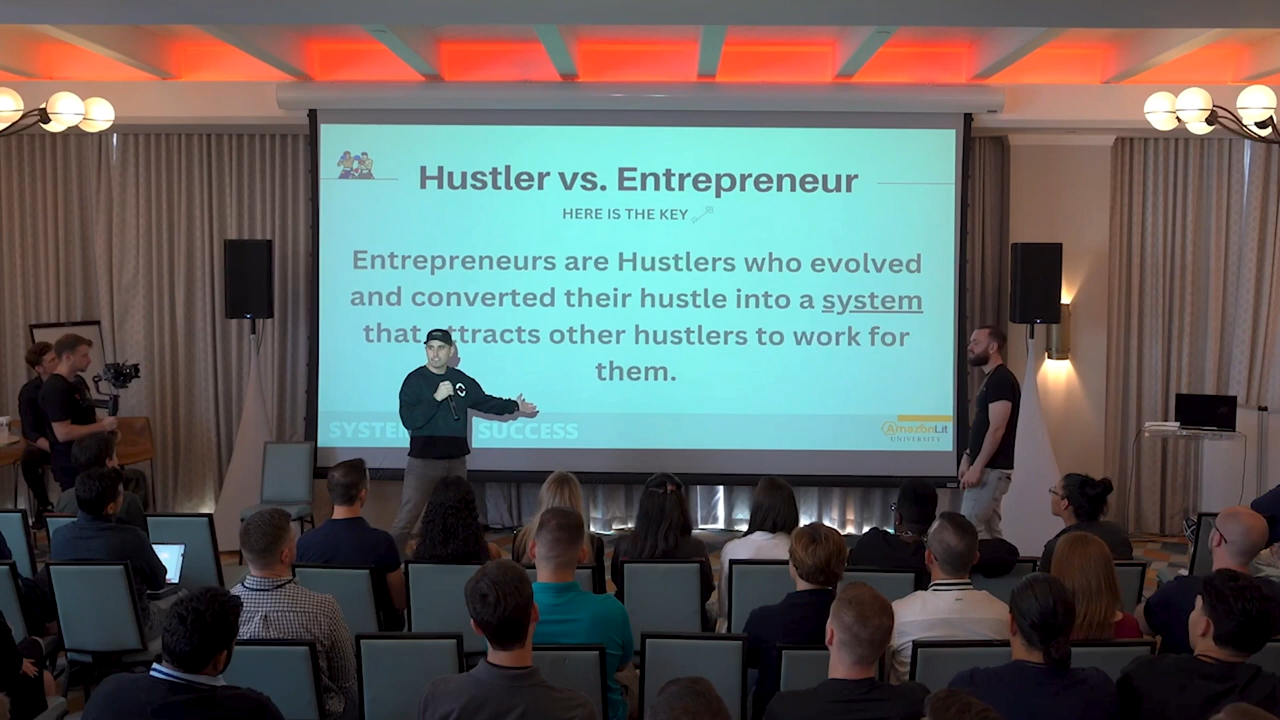 Hustler vs. Entrepreneur
HERE IS THE KEY
Entrepreneurs are Hustlers who evolved
and converted their hustle into a system
that attracts other hustlers to work for
them.
SUCCESS
AmazonLit
UNIVERSITY